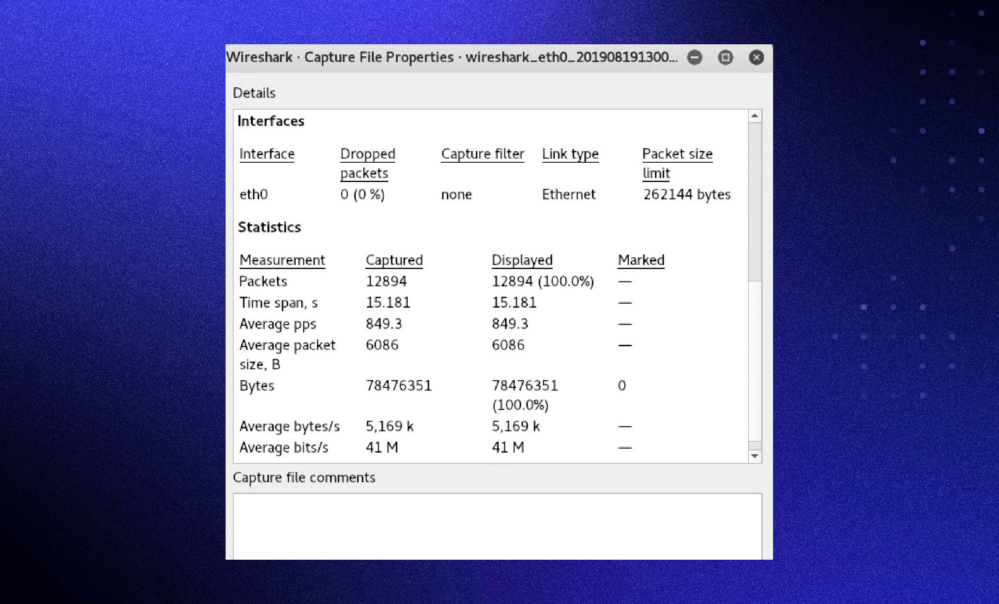 Wireshark · Capture File Properties · wireshark_eth0_201908191300...
Details
Interfaces
Interface Dropped packets Capture filter Link type Packet size limit
eth0 0 (0 %) none Ethernet 262144 bytes
Statistics
Measurement Captured Displayed Marked
Packets 12894 12894 (100.0%) —
Time span, s 15.181 15.181 —
Average pps 849.3 849.3 —
Average packet size, B 6086 6086 —
Bytes 78476351 78476351 (100.0%) 0
Average bytes/s 5,169 k 5,169 k —
Average bits/s 41 M 41 M —
Capture file comments